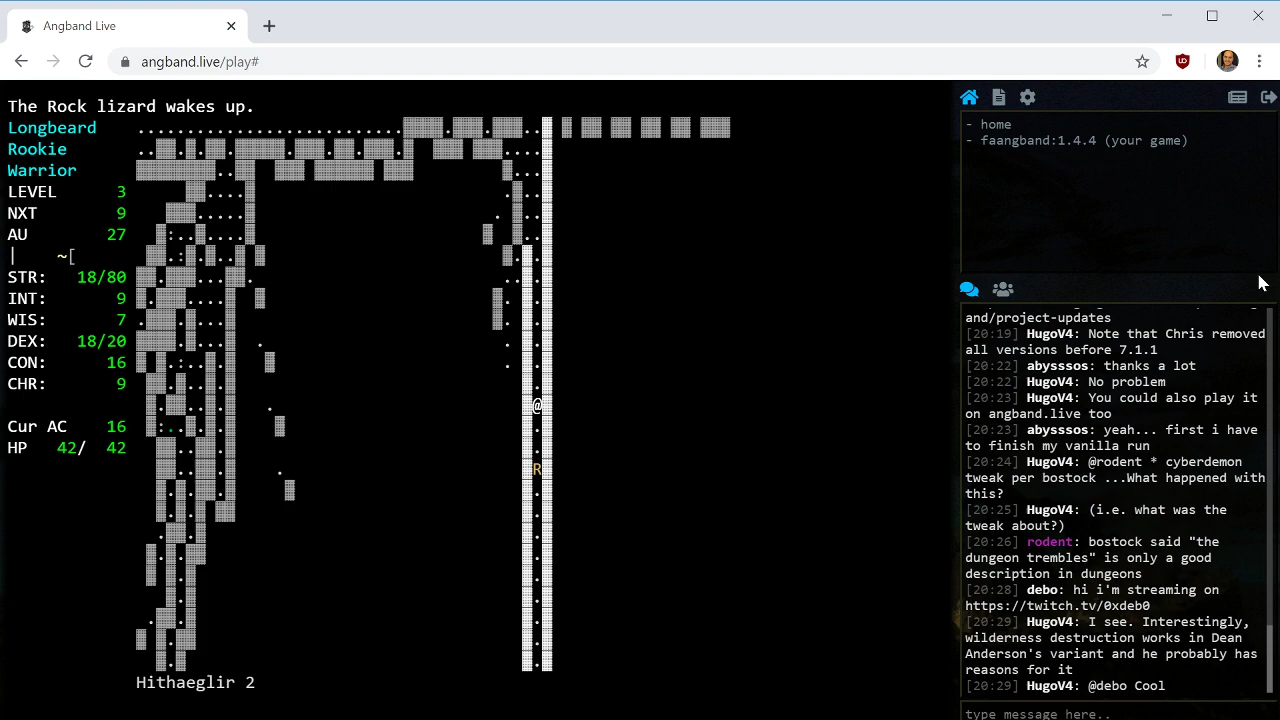 Angband Live
angband.live/play#
The Rock lizard wakes up.
Longbeard
Rookie
Warrior
LEVEL 3
NXT 9
AU 27
| ~[
STR: 18/80
INT: 9
WIS: 7
DEX: 18/20
CON: 16
CHR: 9
Cur AC 16
HP 42/ 42
@
R
Hithaeglir 2
- home
- faangband:1.4.4 (your game)
and/project-updates
[20:19] HugoV4: Note that Chris removed
all versions before 7.1.1
[20:22] abyssos: thanks a lot
[20:22] HugoV4: No problem
[20:23] HugoV4: You could also play it
on angband.live too
[20:23] abyssos: yeah... first i have
to finish my vanilla run
[20:24] HugoV4: @rodent * cyberdemon
tweak per bostock ...What happened with
this?
[20:25] HugoV4: (i.e. what was the
tweak about?)
[20:26] rodent: bostock said "the
dungeon trembles" is only a good
description in dungeons
[20:28] debo: hi i'm streaming on
[20:29] HugoV4: I see. Interestingly,
wilderness destruction works in Dean
Anderson's variant and he probably has
reasons for it
[20:29] HugoV4: @debo Cool
type message here..